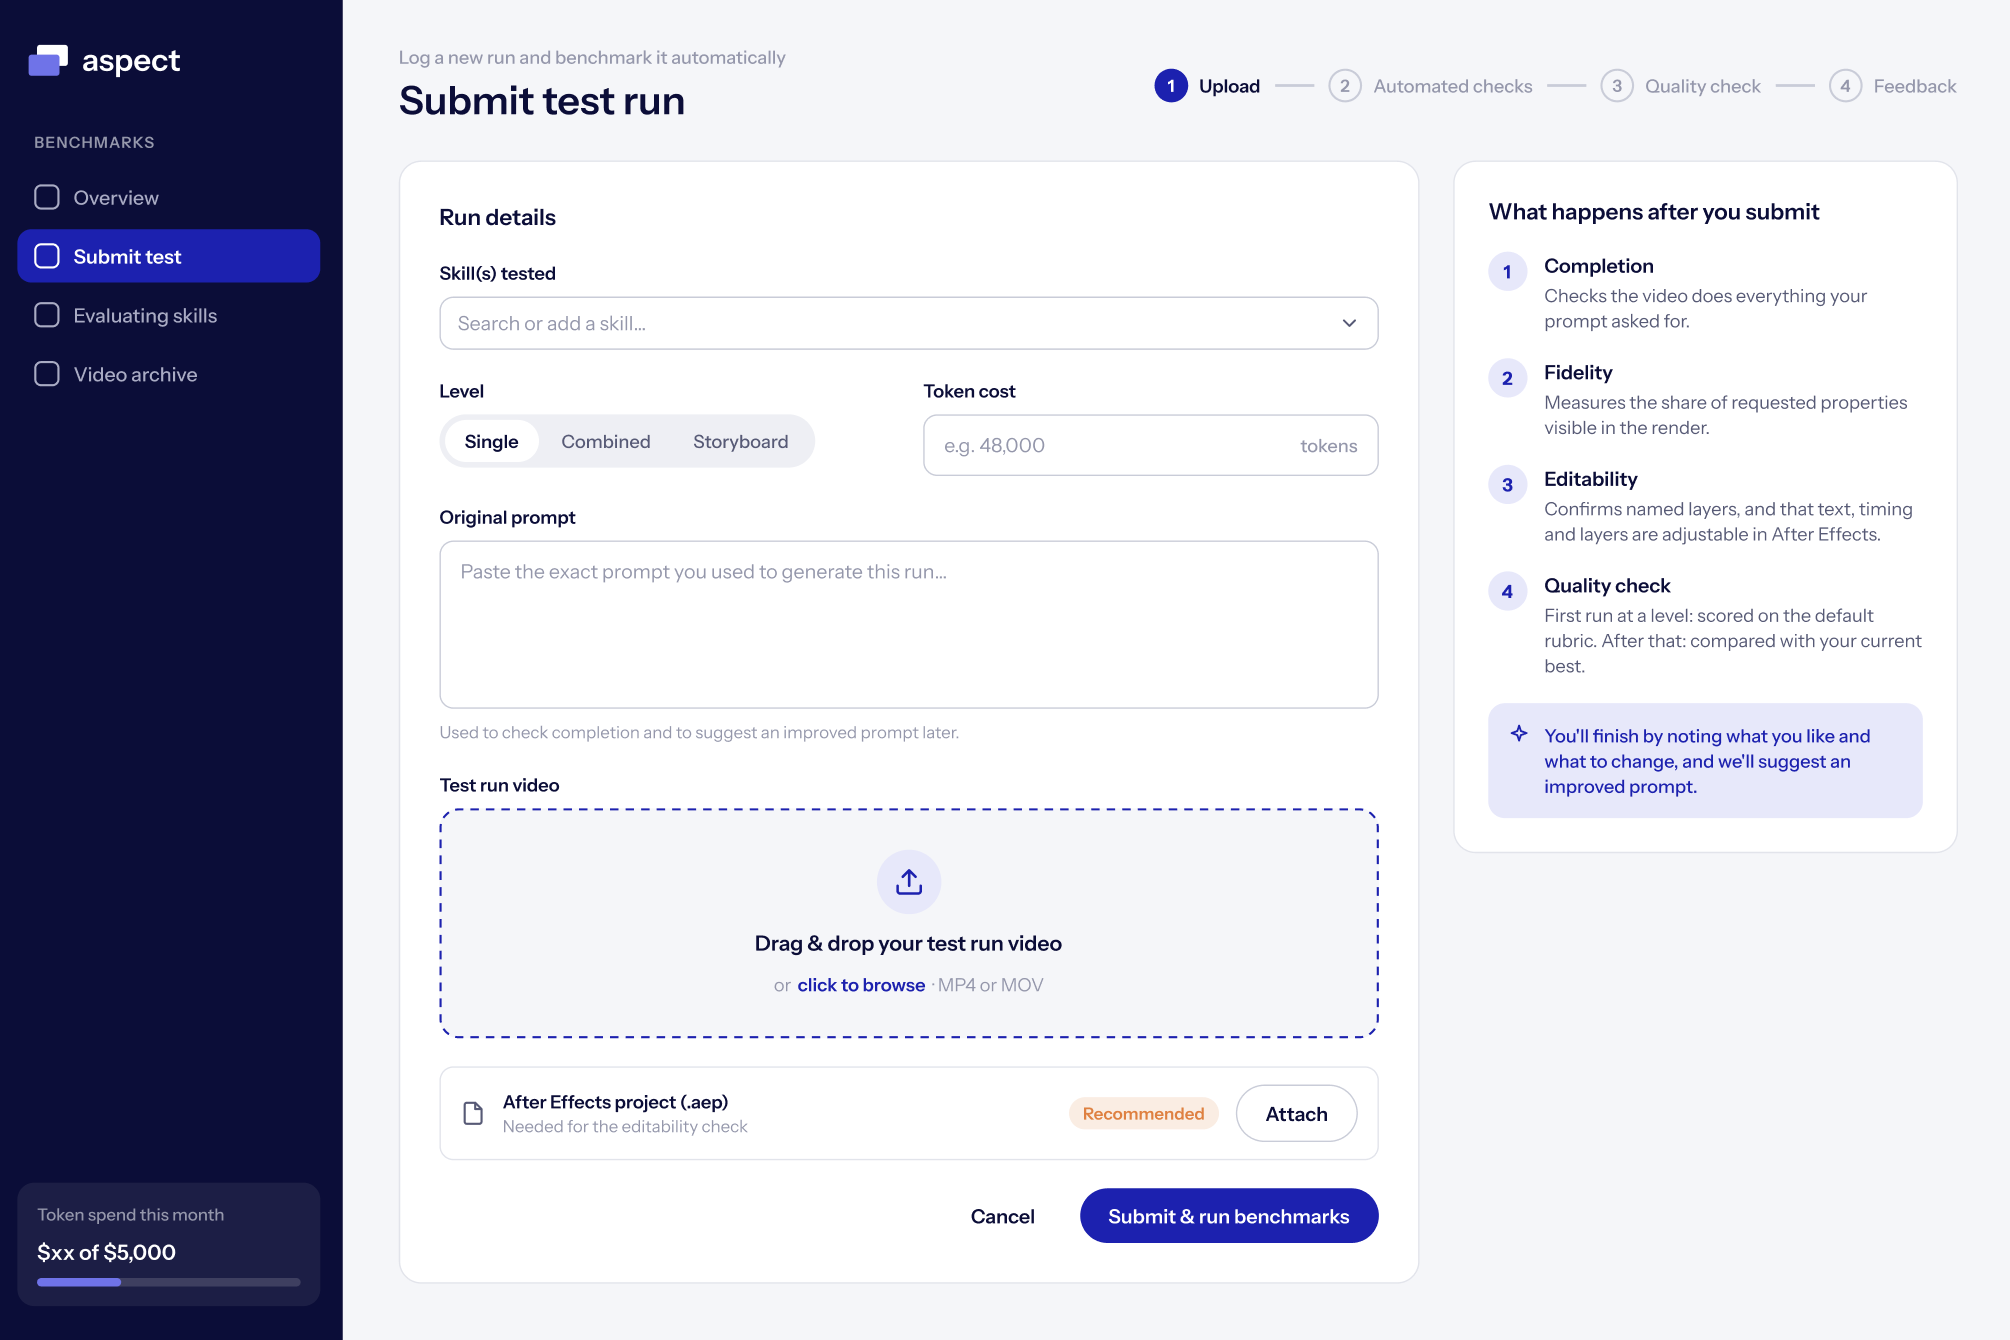 aspect
BENCHMARKS
Overview
Submit test
Evaluating skills
Video archive
Token spend this month
$xx of $5,000
Log a new run and benchmark it automatically
Submit test run
1 Upload
2 Automated checks
3 Quality check
4 Feedback
Run details
Skill(s) tested
Search or add a skill...
Level
Single
Combined
Storyboard
Token cost
e.g. 48,000
tokens
Original prompt
Paste the exact prompt you used to generate this run...
Used to check completion and to suggest an improved prompt later.
Test run video
Drag & drop your test run video
or click to browse · MP4 or MOV
After Effects project (.aep)
Needed for the editability check
Recommended
Attach
Cancel
Submit & run benchmarks
What happens after you submit
1 Completion
Checks the video does everything your
prompt asked for.
2 Fidelity
Measures the share of requested properties
visible in the render.
3 Editability
Confirms named layers, and that text, timing
and layers are adjustable in After Effects.
4 Quality check
First run at a level: scored on the default
rubric. After that: compared with your current
best.
You'll finish by noting what you like and
what to change, and we'll suggest an
improved prompt.